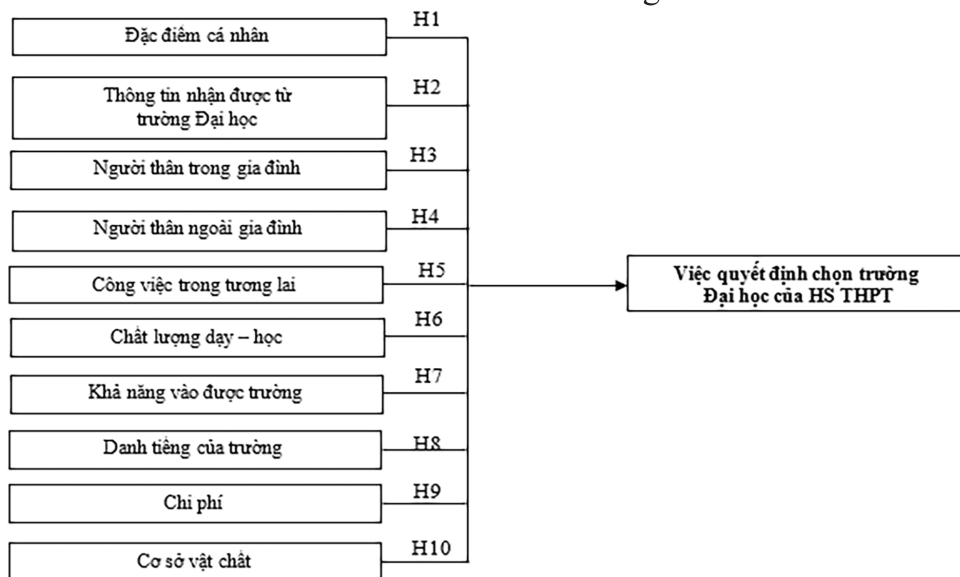 H1
Đặc điểm cá nhân
H2
Thông tin nhận được từ
trường Đại học
H3
Người thân trong gia đình
H4
Người thân ngoài gia đình
H5
Công việc trong tương lai
H6
Chất lượng dạy – học
H7
Khả năng vào được trường
H8
Danh tiếng của trường
H9
Chi phí
H10
Cơ sở vật chất
Việc quyết định chọn trường
Đại học của HS THPT